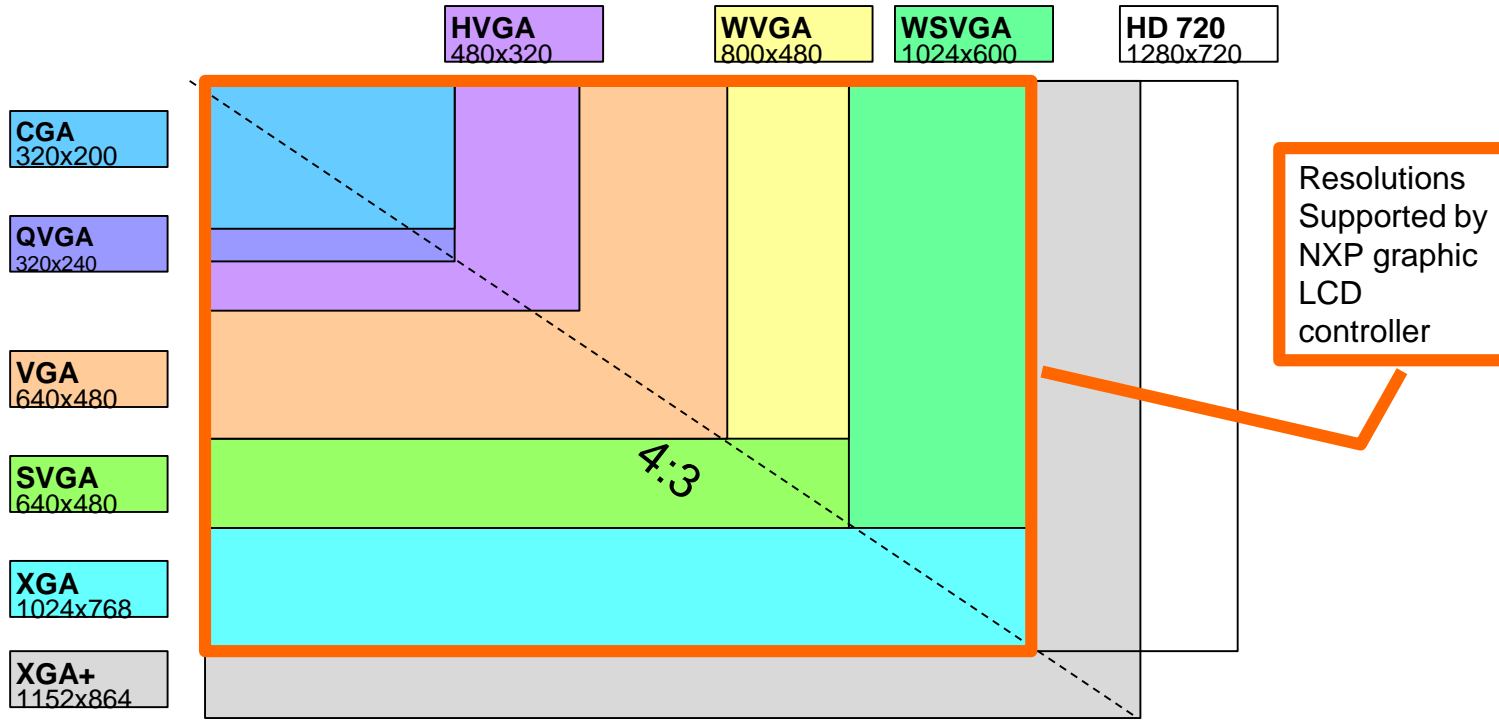 HVGA
480x320
WVGA
800x480
WSVGA
1024x600
HD 720
1280x720
CGA
320x200
QVGA
320x240
VGA
640x480
SVGA
640x480
XGA
1024x768
XGA+
1152x864
4:3
Resolutions
Supported by
NXP graphic
LCD
controller